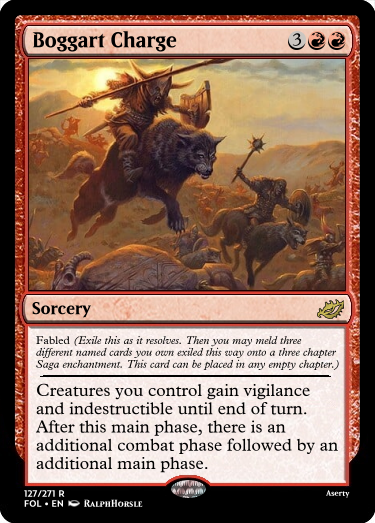 Boggart Charge 3
Sorcery
Fabled (Exile this as it resolves. Then you may meld three
different named cards you own exiled this way onto a three chapter
Saga enchantment. This card can be placed in any empty chapter.)
Creatures you control gain vigilance
and indestructible until end of turn.
After this main phase, there is an
additional combat phase followed by an
additional main phase.
127/271 R
FOL • EN RALPHHORSLE
Aserty